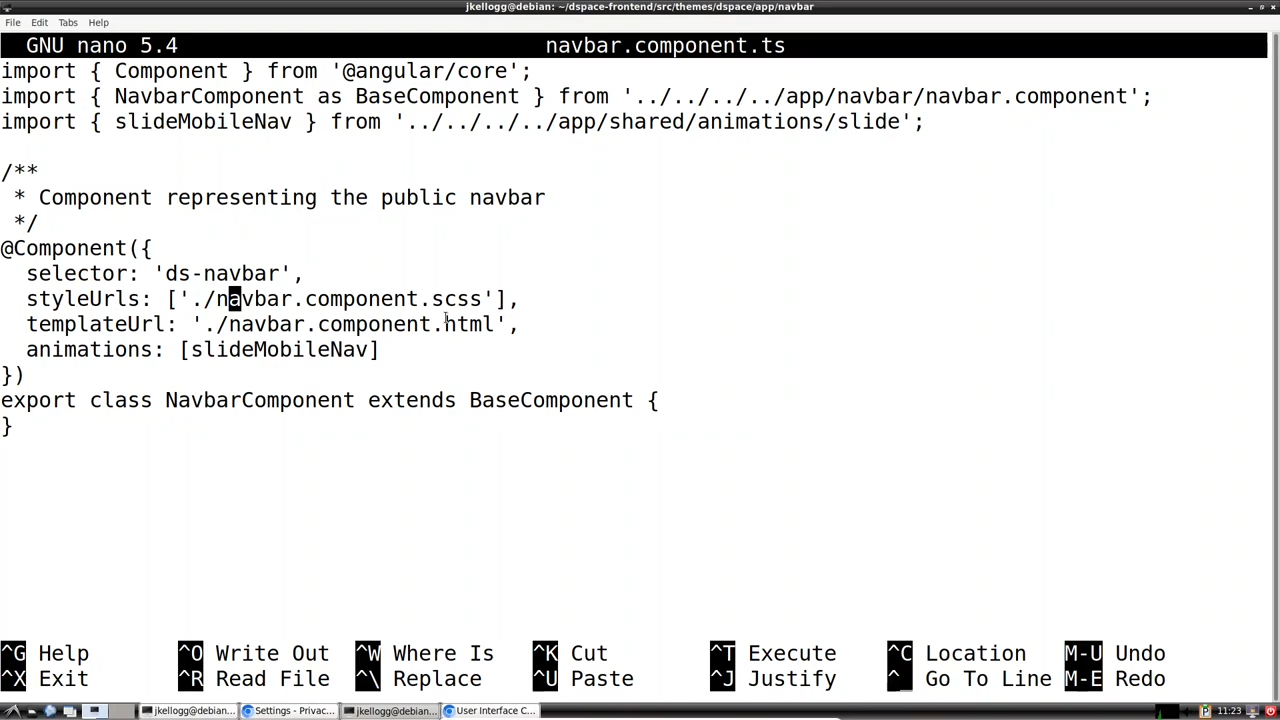 jkellogg@debian: ~/dspace-frontend/src/themes/dspace/app/navbar
File Edit Tabs Help
GNU nano 5.4 navbar.component.ts
import { Component } from '@angular/core';
import { NavbarComponent as BaseComponent } from '../../../../app/navbar/navbar.component';
import { slideMobileNav } from '../../../../app/shared/animations/slide';
/**
 * Component representing the public navbar
 */
@Component({
  selector: 'ds-navbar',
  styleUrls: ['./navbar.component.scss'],
  templateUrl: './navbar.component.html',
  animations: [slideMobileNav]
})
export class NavbarComponent extends BaseComponent {
}
^G Help ^O Write Out ^W Where Is ^K Cut ^T Execute ^C Location M-U Undo
^X Exit ^R Read File ^\ Replace ^U Paste ^J Justify ^_ Go To Line M-E Redo
jkellogg@debian... Settings - Privac... jkellogg@debian... User Interface C... 11:23